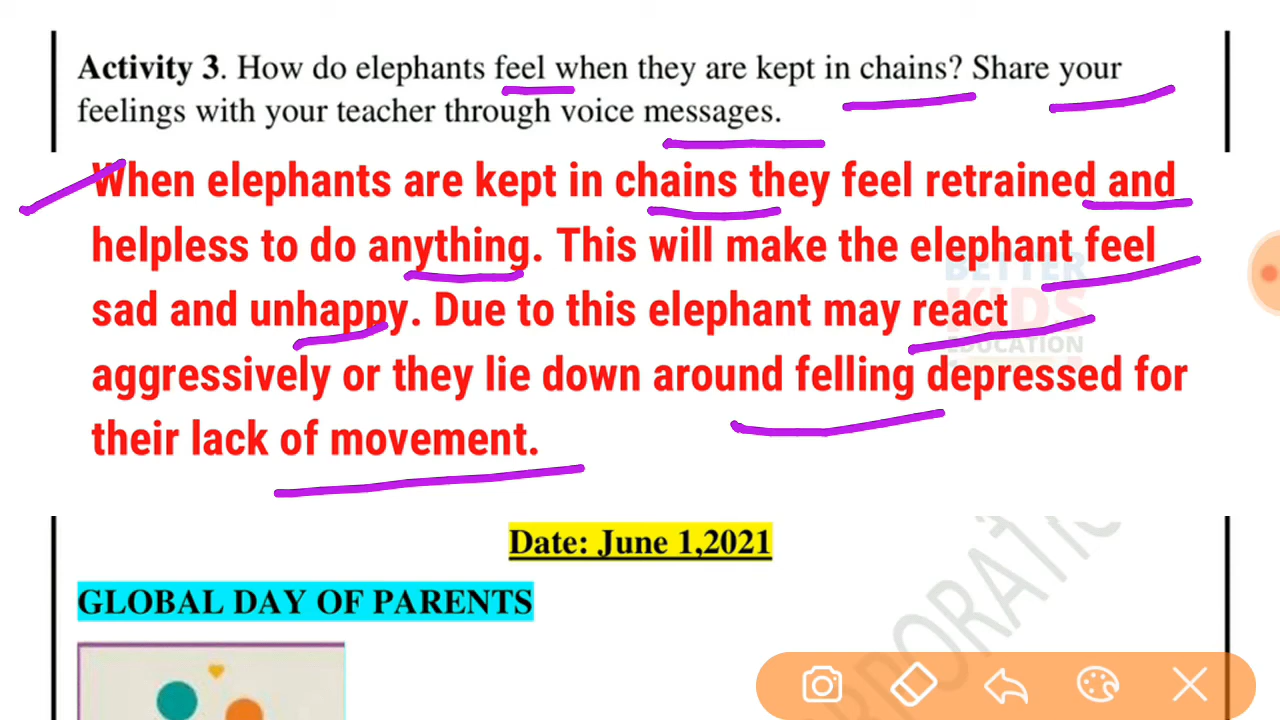 Activity 3. How do elephants feel when they are kept in chains? Share your
feelings with your teacher through voice messages.
When elephants are kept in chains they feel retrained and
helpless to do anything. This will make the elephant feel
sad and unhappy. Due to this elephant may react
aggressively or they lie down around felling depressed for
their lack of movement.
BETTER
KIDS
EDUCATION
Date: June 1,2021
GLOBAL DAY OF PARENTS